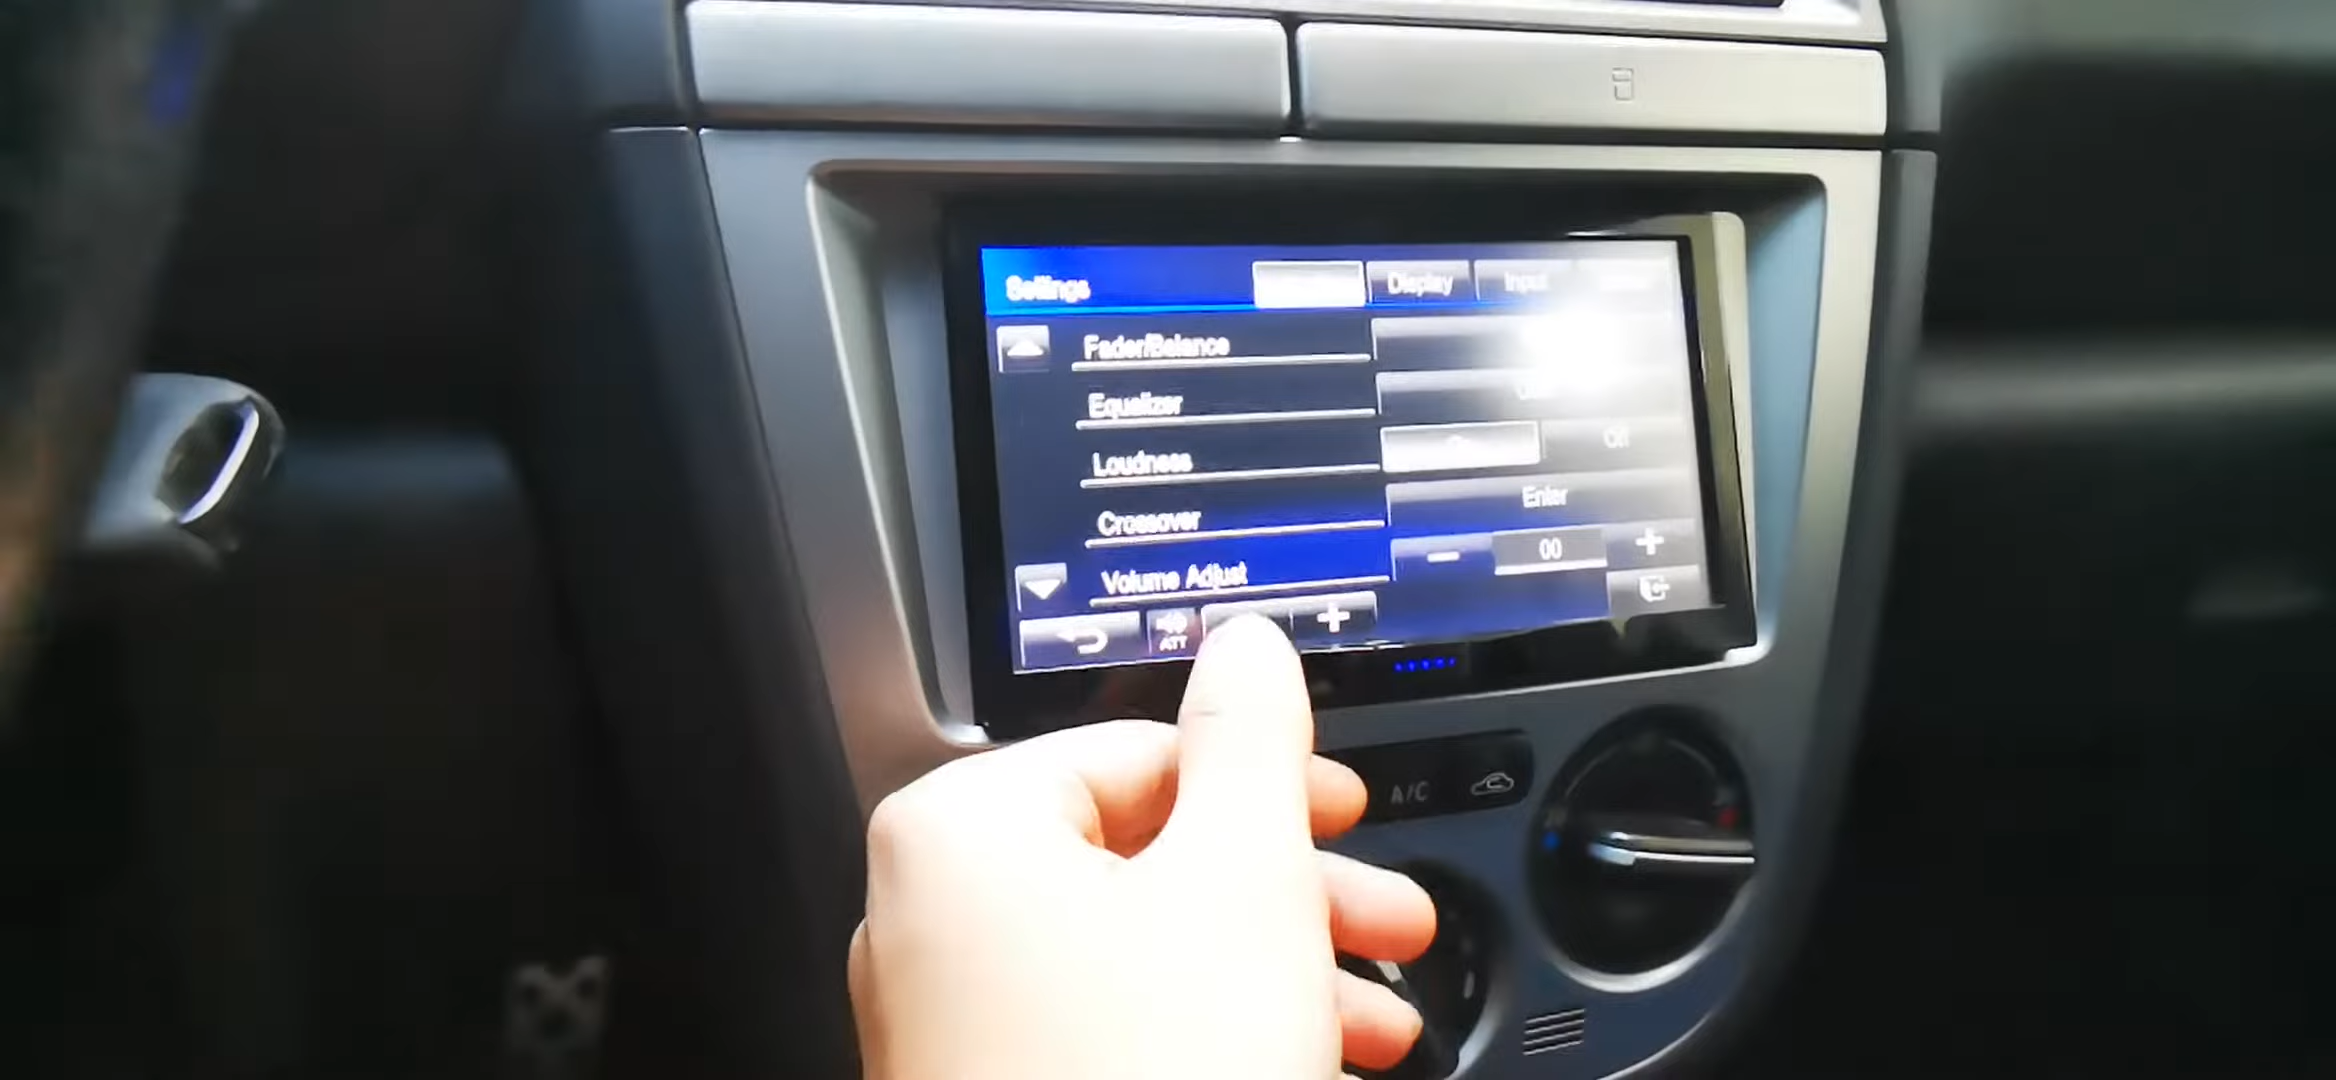 Settings
Display
Input
Fader/Balance
Equalizer
Loudness
Off
Crossover
Enter
Volume Adjust
— 00 +
ATT
+
A/C